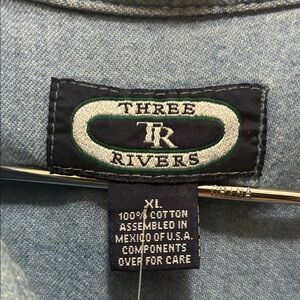 THREE
TR
RIVERS
XL
100% COTTON
ASSEMBLED IN
MEXICO OF U.S.A.
COMPONENTS
OVER FOR CARE